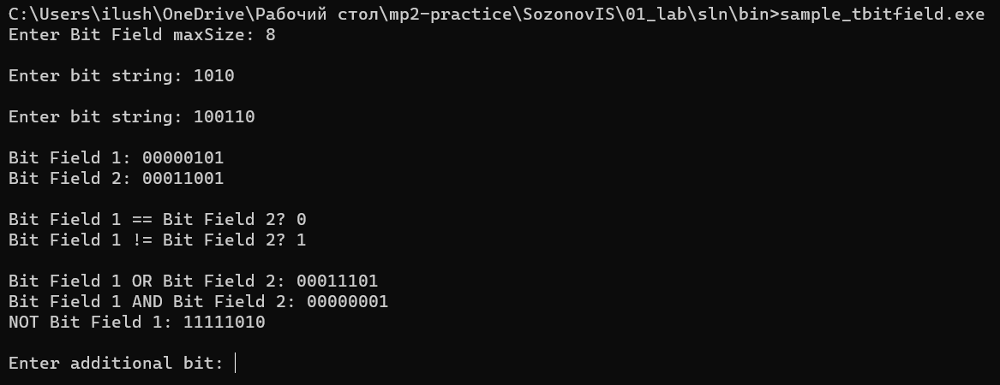 C:\Users\ilush\OneDrive\Рабочий стол\mp2-practice\SozonovIS\01_lab\sln\bin>sample_tbitfield.exe
Enter Bit Field maxSize: 8
Enter bit string: 1010
Enter bit string: 100110
Bit Field 1: 00000101
Bit Field 2: 00011001
Bit Field 1 == Bit Field 2? 0
Bit Field 1 != Bit Field 2? 1
Bit Field 1 OR Bit Field 2: 00011101
Bit Field 1 AND Bit Field 2: 00000001
NOT Bit Field 1: 11111010
Enter additional bit: